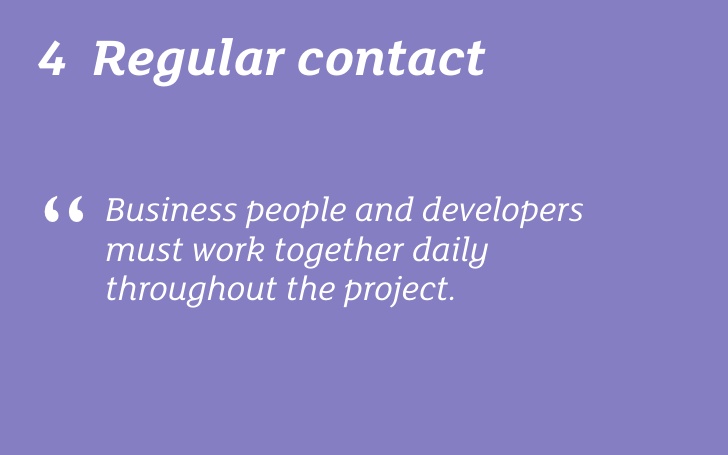 4 Regular contact
“ Business people and developers
must work together daily
throughout the project.